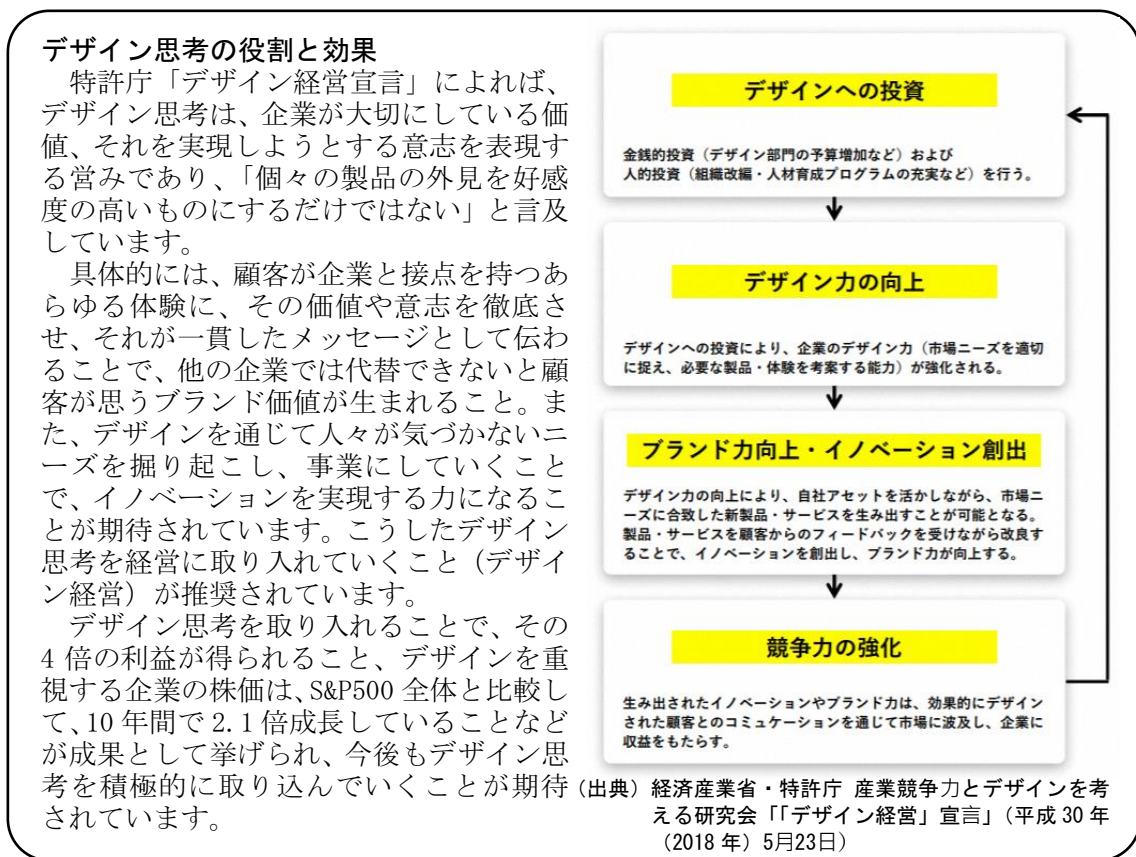 デザイン思考の役割と効果
特許庁「デザイン経営宣言」によれば、
デザイン思考は、企業が大切にしている価
値、それを実現しようとする意志を表現す
る営みであり、「個々の製品の外見を好感
度の高いものにするだけではない」と言及
しています。
具体的には、顧客が企業と接点を持つあ
らゆる体験に、その価値や意志を徹底さ
せ、それが一貫したメッセージとして伝わ
ることで、他の企業では代替できないと顧
客が思うブランド価値が生まれること。ま
た、デザインを通じて人々が気づかないニ
ーズを掘り起こし、事業にしていくこと
で、イノベーションを実現する力になるこ
とが期待されています。こうしたデザイン
思考を経営に取り入れていくこと（デザイ
ン経営）が推奨されています。
デザイン思考を取り入れることで、その
4 倍の利益が得られること、デザインを重
視する企業の株価は、S&P500 全体と比較し
て、10 年間で 2.1 倍成長していることなど
が成果として挙げられ、今後もデザイン思
考を積極的に取り込んでいくことが期待
されています。
デザインへの投資
金銭的投資（デザイン部門の予算増加など）および
人的投資（組織改編・人材育成プログラムの充実など）を行う。
デザイン力の向上
デザインへの投資により、企業のデザイン力（市場ニーズを適切
に捉え、必要な製品・体験を考案する能力）が強化される。
ブランド力向上・イノベーション創出
デザイン力の向上により、自社アセットを活かしながら、市場ニ
ーズに合致した新製品・サービスを生み出すことが可能となる。
製品・サービスを顧客からのフィードバックを受けながら改良す
ることで、イノベーションを創出し、ブランド力が向上する。
競争力の強化
生み出されたイノベーションやブランド力は、効果的にデザイン
された顧客とのコミュケーションを通じて市場に波及し、企業に
収益をもたらす。
（出典）経済産業省・特許庁 産業競争力とデザインを考
える研究会「「デザイン経営」宣言」（平成 30 年
（2018 年）5月23日）